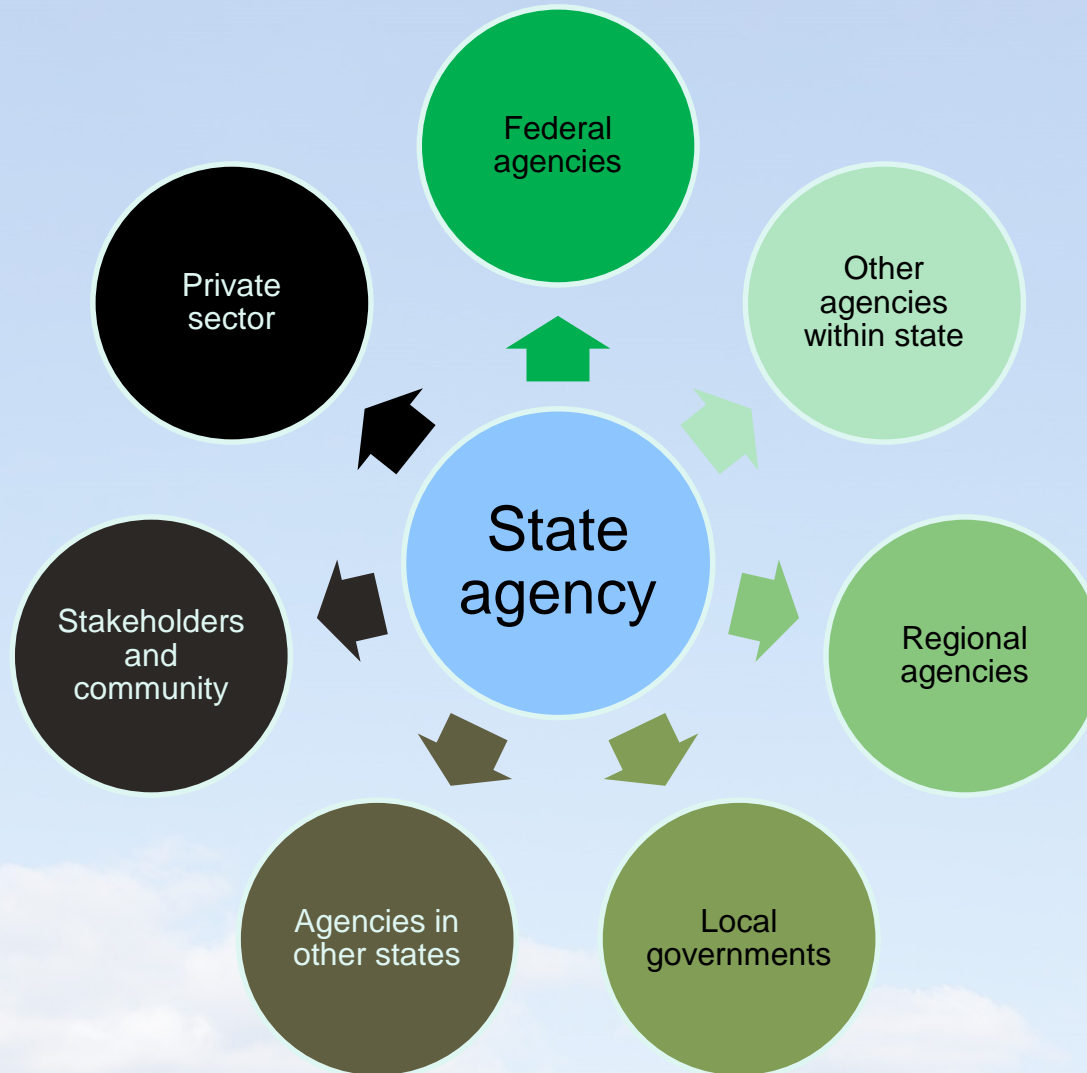 Federal
agencies
Other
agencies
within state
Private
sector
State
agency
Stakeholders
and
community
Regional
agencies
Agencies in
other states
Local
governments